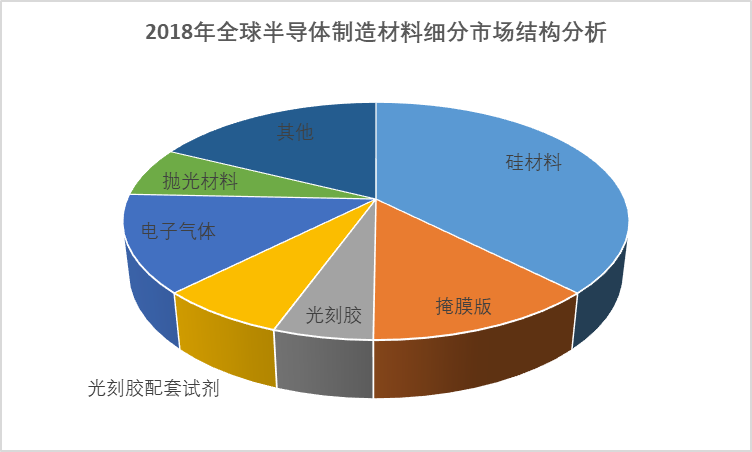 2018年全球半导体制造材料细分市场结构分析
其他
硅材料
抛光材料
电子气体
掩膜版
光刻胶
光刻胶配套试剂